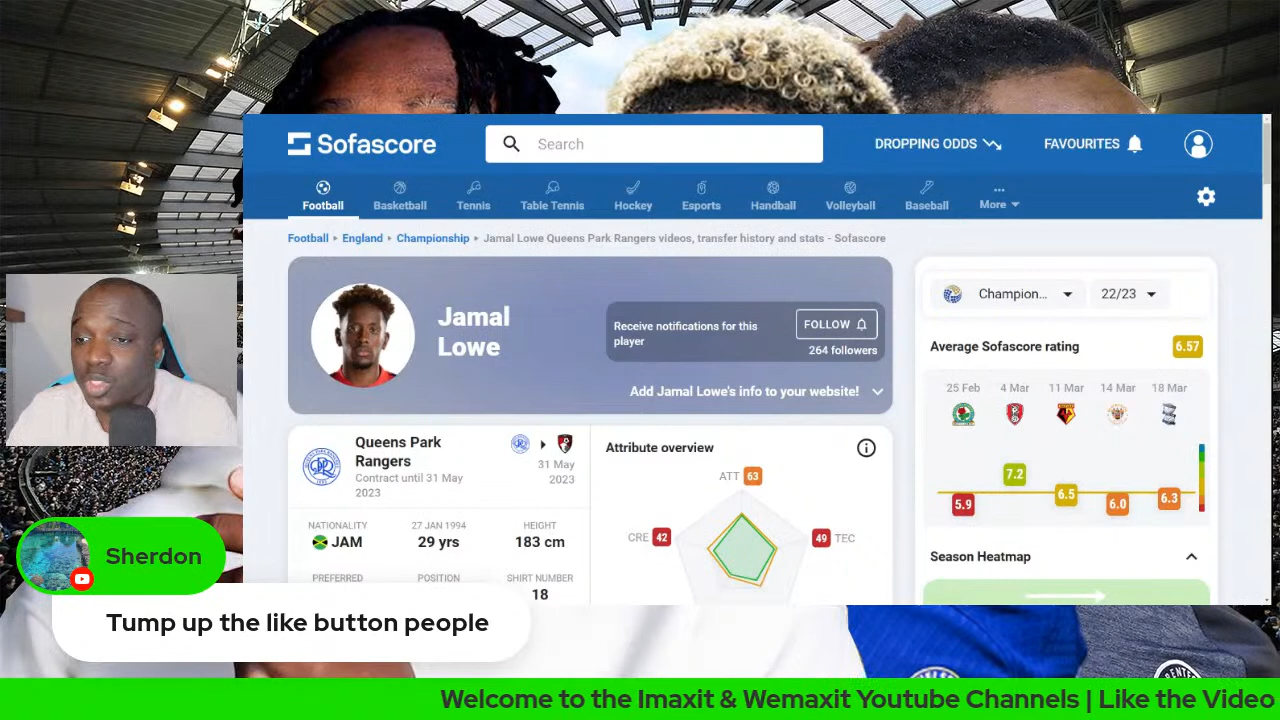 Sofascore
Search
DROPPING ODDS
FAVOURITES
Football
Basketball
Tennis
Table Tennis
Hockey
Esports
Handball
Volleyball
Baseball
More
Football
England
Championship
Jamal Lowe Queens Park Rangers videos, transfer history and stats - Sofascore
Jamal
Lowe
Receive notifications for this
player
FOLLOW
264 followers
Add Jamal Lowe's info to your website!
Queens Park
Rangers
Contract until 31 May
2023
31 May
2023
NATIONALITY
JAM
27 JAN 1994
29 yrs
HEIGHT
183 cm
PREFERRED
POSITION
SHIRT NUMBER
18
Attribute overview
ATT 63
CRE 42
49 TEC
Champion...
22/23
Average Sofascore rating
6.57
25 Feb
4 Mar
11 Mar
14 Mar
18 Mar
5.9
7.2
6.5
6.0
6.3
Season Heatmap
Sherdon
Tump up the like button people
Welcome to the Imaxit & Wemaxit Youtube Channels | Like the Video